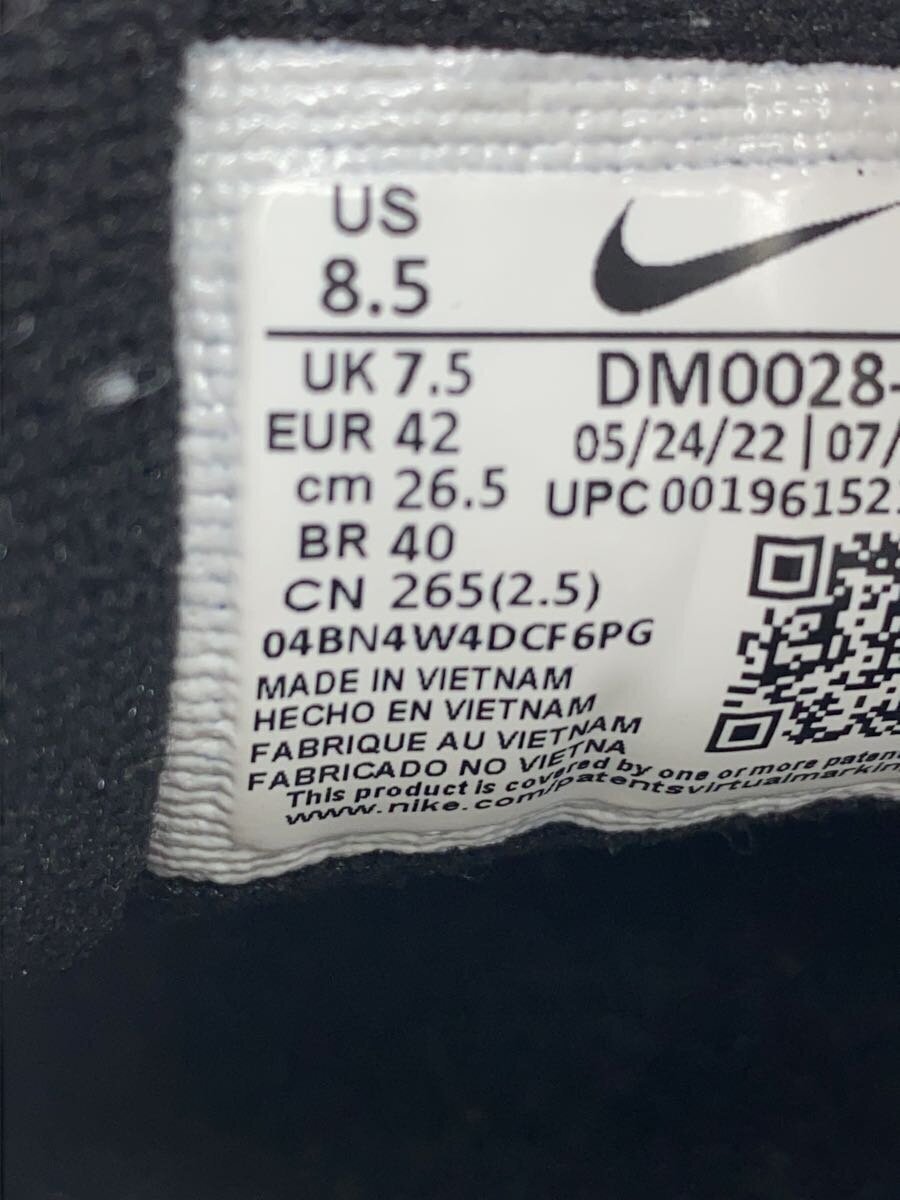 US
8.5
UK 7.5
DM0028-
EUR 42
05/24/22 | 07/
cm 26.5
UPC 00196152
BR 40
CN 265(2.5)
04BN4W4DCF6PG
MADE IN VIETNAM
HECHO EN VIETNAM
FABRIQUE AU VIETNAM
FABRICADO NO VIETNA
This product is covered by one or more paten
www.nike.com/patentsvirtualmarkin